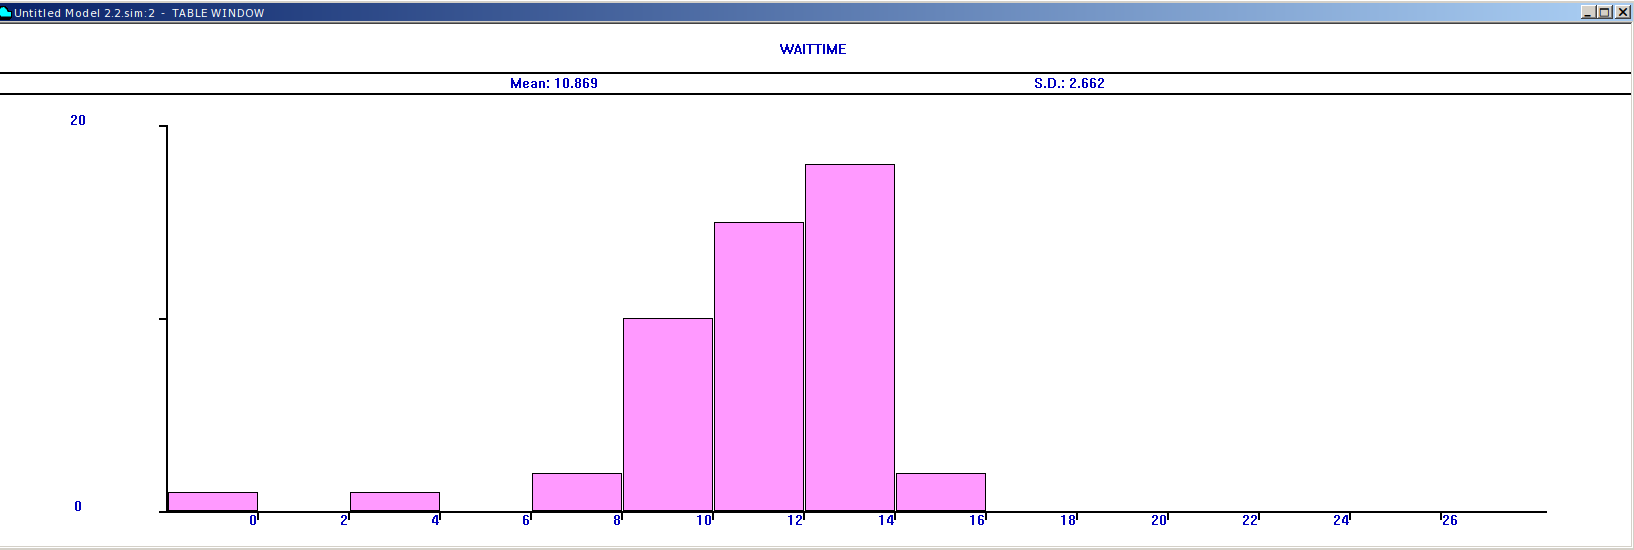 Untitled Model 2.2.sim:2 - TABLE WINDOW
WAITTIME
Mean: 10.869 S.D.: 2.662
20
0
0 2 4 6 8 10 12 14 16 18 20 22 24 26